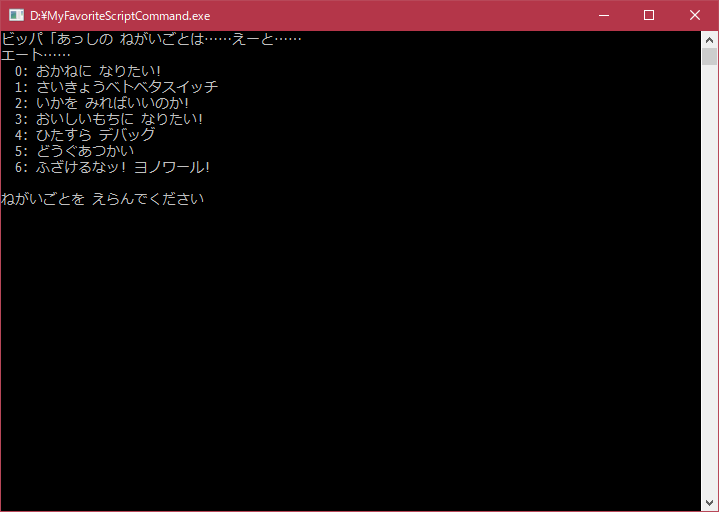 D:¥MyFavoriteScriptCommand.exe
ビッパ「あっしの ねがいごとは……えーと……
エート……
0: おかねに なりたい!
1: さいきょうベトベタスイッチ
2: いかを みればいいのか!
3: おいしいもちに なりたい!
4: ひたすら デバッグ
5: どうぐあつかい
6: ふざけるなッ! ヨノワール!
ねがいごとを えらんでください